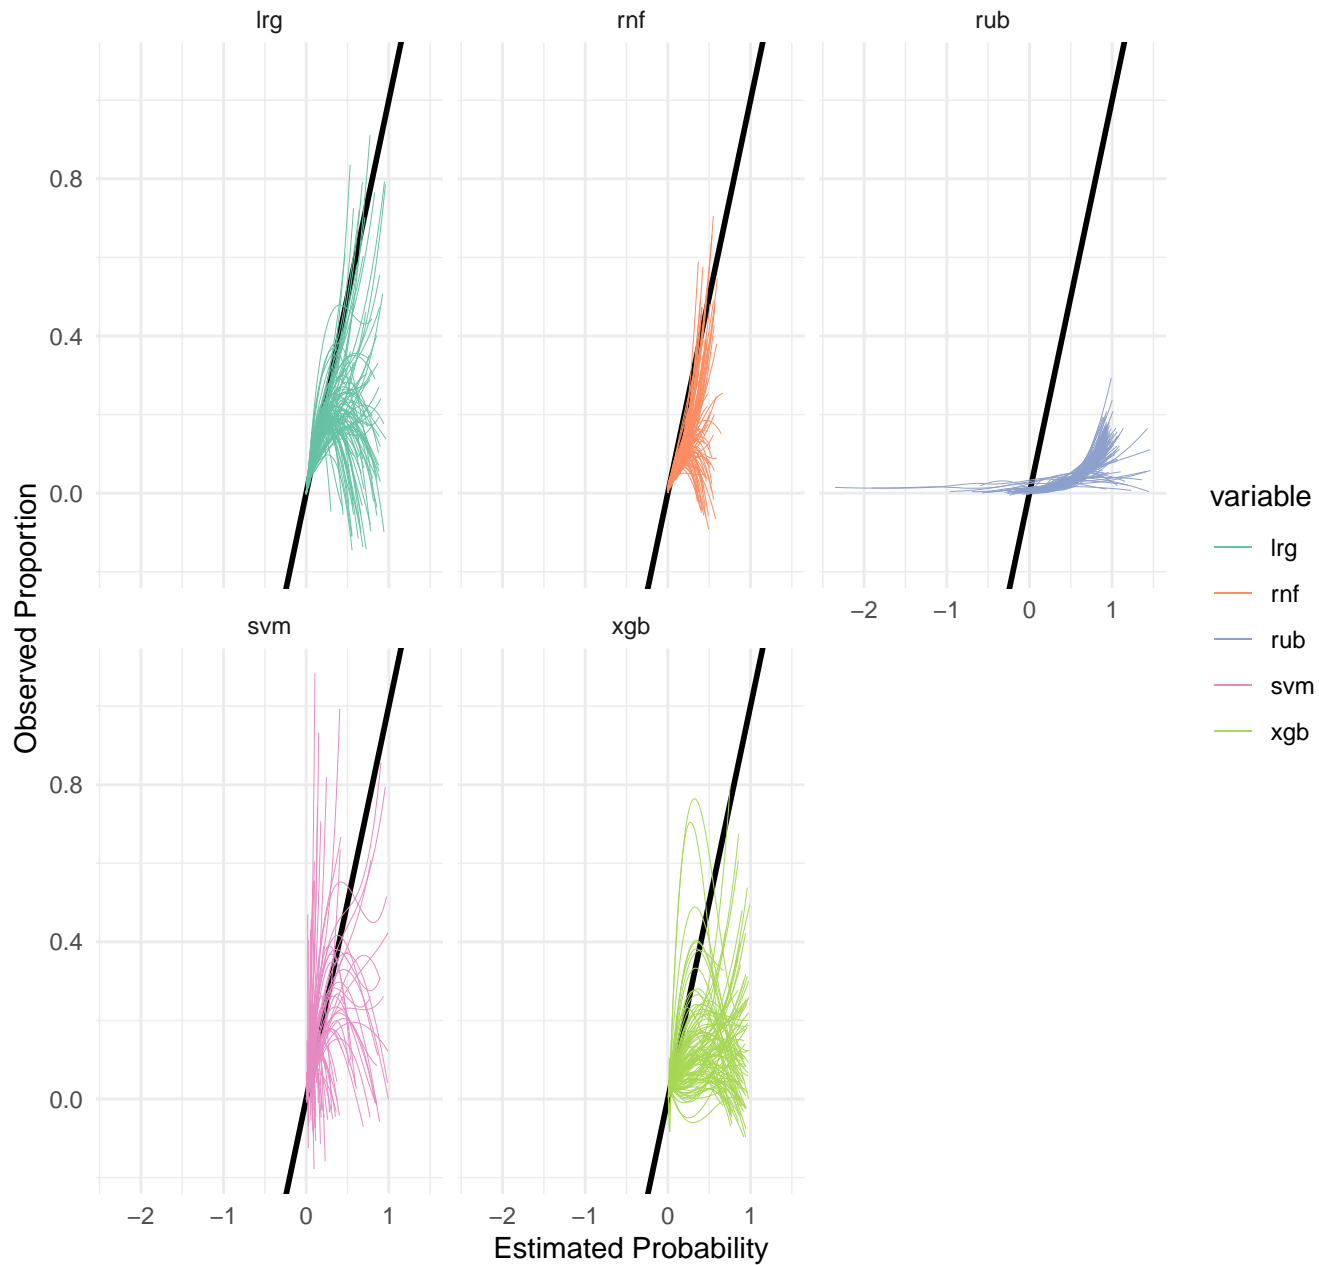 lrg
rnf
rub
0.8
0.4
0.0
−2
−1
0
1
svm
xgb
0.8
0.4
0.0
−2
−1
0
1
−2
−1
0
1
Estimated Probability
Observed Proportion
variable
lrg
rnf
rub
svm
xgb